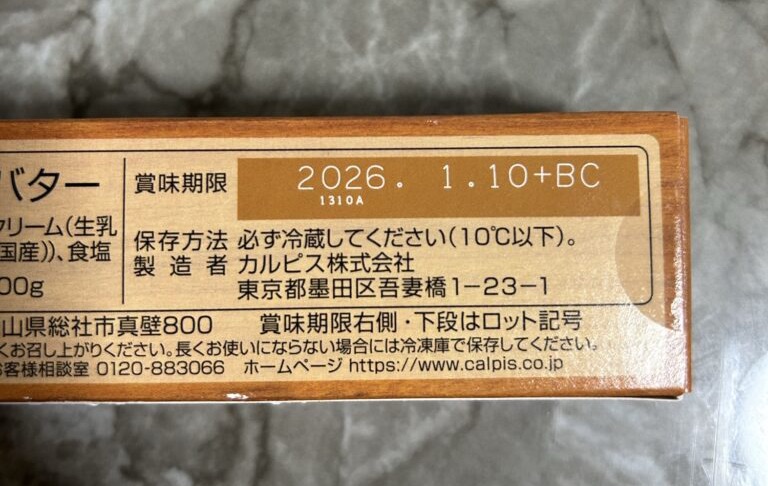 バター
クリーム(生乳
国産))、食塩
00g
賞味期限 2026. 1.10+BC
1310A
保存方法 必ず冷蔵してください(10℃以下)。
製造者 カルピス株式会社
東京都墨田区吾妻橋1-23-1
山県総社市真壁800 賞味期限右側・下段はロット記号
くお召し上がりください。長くお使いにならない場合には冷凍庫で保存してください。
客様相談室 0120-883066 ホームページ https://www.calpis.co.jp